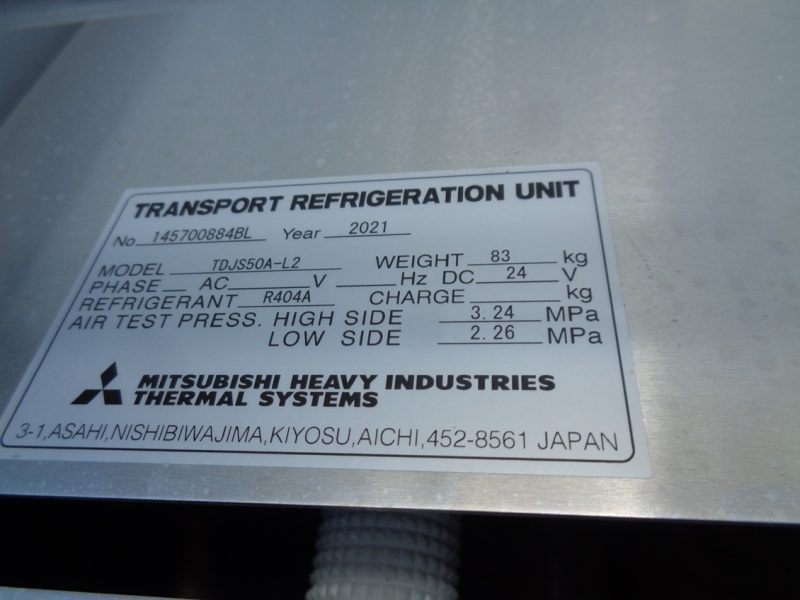 TRANSPORT REFRIGERATION UNIT
No 145700884BL Year 2021
MODEL TDJS50A-L2 WEIGHT 83 kg
PHASE AC V Hz DC 24 V
REFRIGERANT R404A CHARGE kg
AIR TEST PRESS. HIGH SIDE 3.24 MPa
LOW SIDE 2.26 MPa
MITSUBISHI HEAVY INDUSTRIES
THERMAL SYSTEMS
3-1,ASAHI,NISHIBIWAJIMA,KIYOSU,AICHI,452-8561 JAPAN